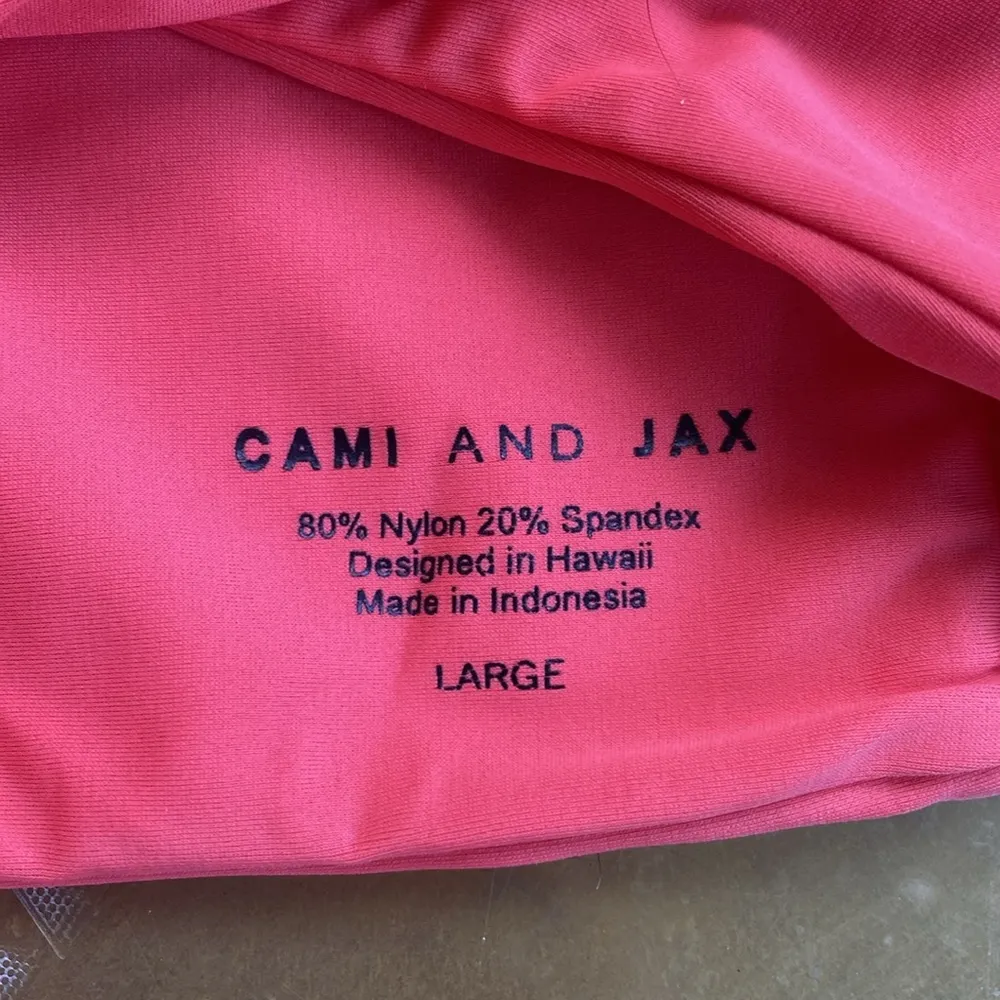 CAMI AND JAX
80% Nylon 20% Spandex
Designed in Hawaii
Made in Indonesia
LARGE